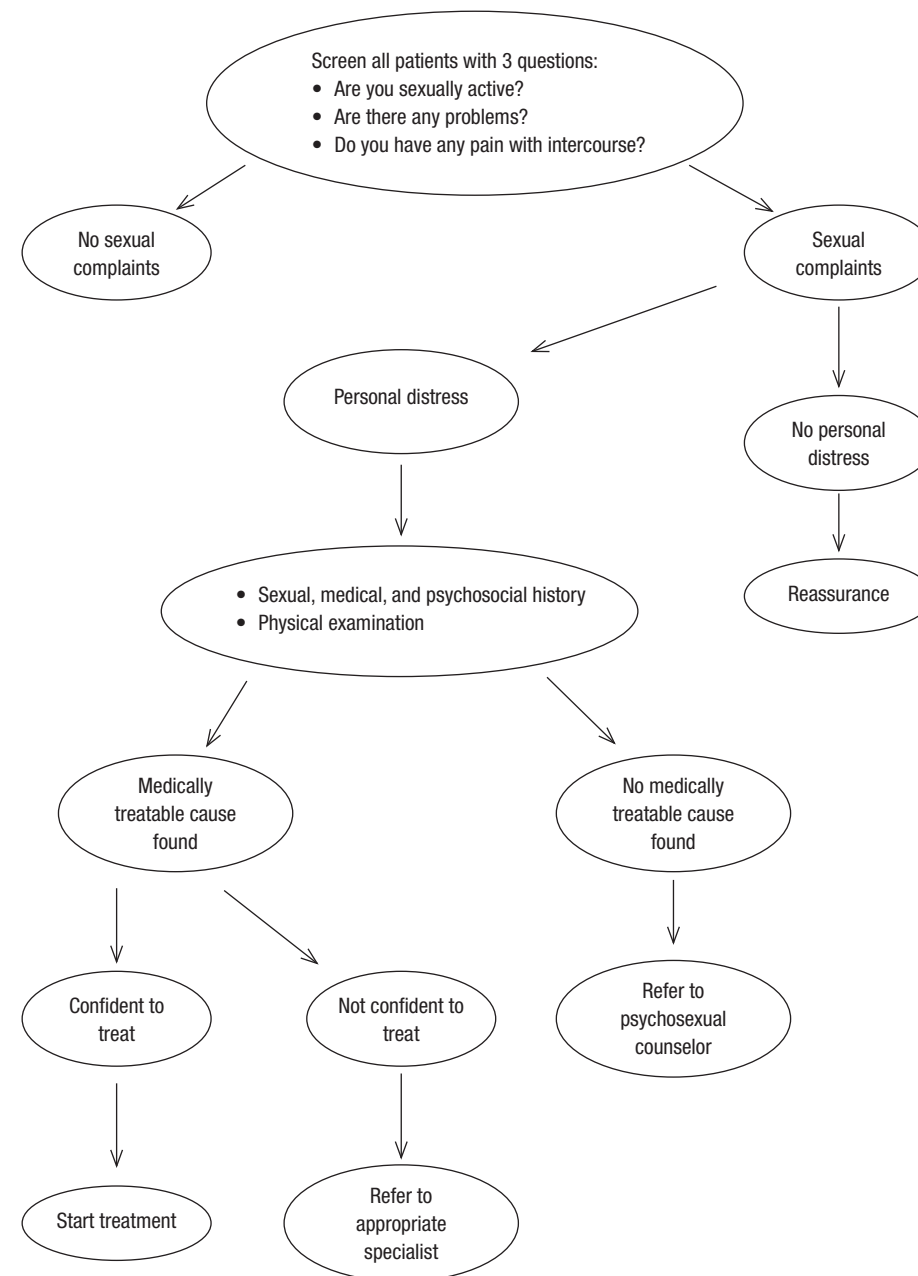 Screen all patients with 3 questions:
• Are you sexually active?
• Are there any problems?
• Do you have any pain with intercourse?
No sexual
complaints
Sexual
complaints
Personal distress
No personal
distress
Reassurance
• Sexual, medical, and psychosocial history
• Physical examination
Medically
treatable cause
found
No medically
treatable cause
found
Confident to
treat
Not confident to
treat
Refer to
psychosexual
counselor
Start treatment
Refer to
appropriate
specialist